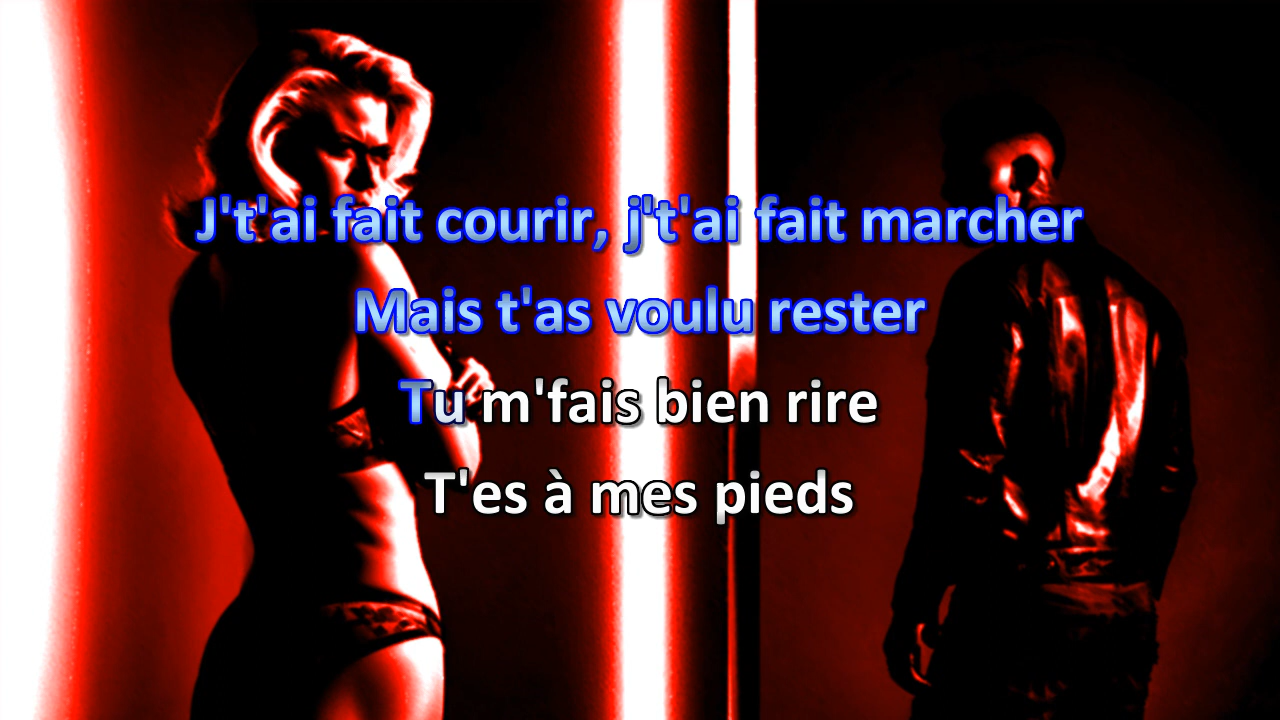 J't'ai fait courir, j't'ai fait marcher
Mais t'as voulu rester
Tu m'fais bien rire
T'es à mes pieds